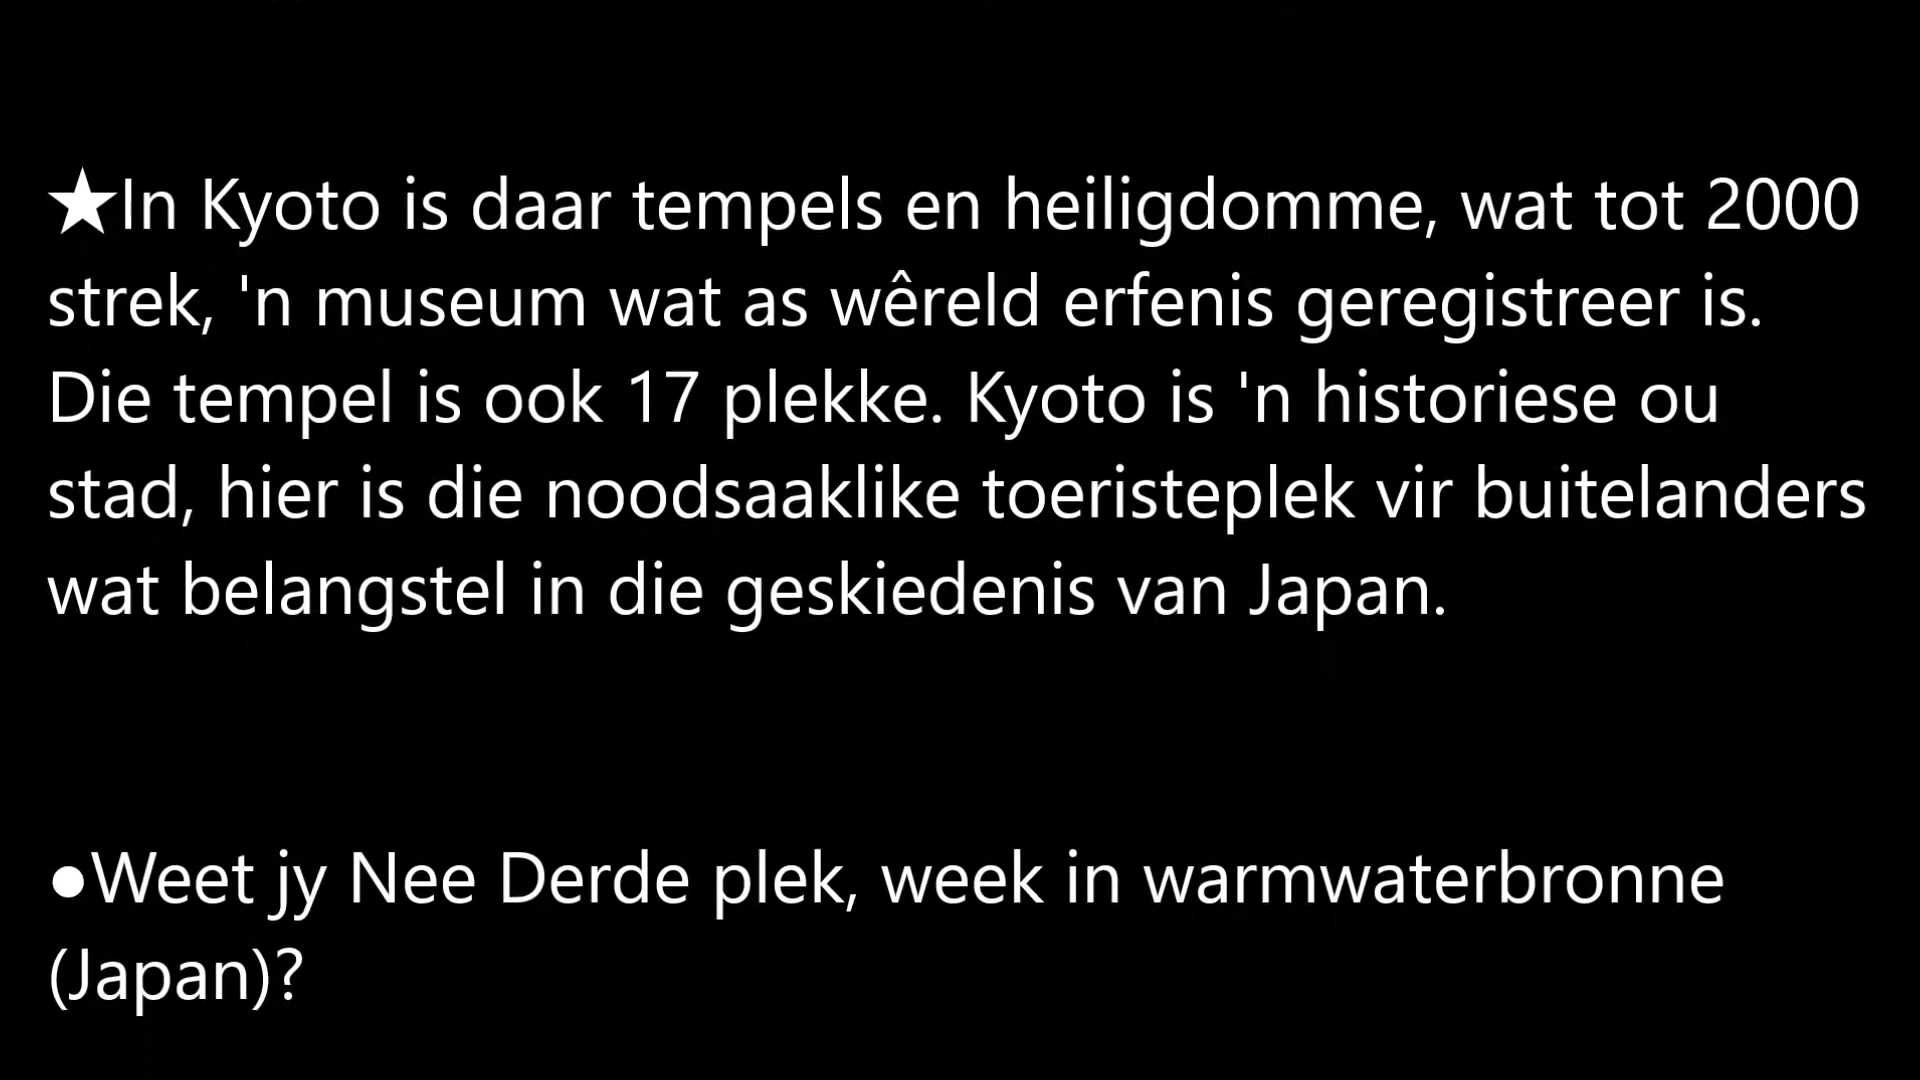 ★In Kyoto is daar tempels en heiligdomme, wat tot 2000
strek, 'n museum wat as wêreld erfenis geregistreer is.
Die tempel is ook 17 plekke. Kyoto is 'n historiese ou
stad, hier is die noodsaaklike toeristeplek vir buitelanders
wat belangstel in die geskiedenis van Japan.
●Weet jy Nee Derde plek, week in warmwaterbronne
(Japan)?